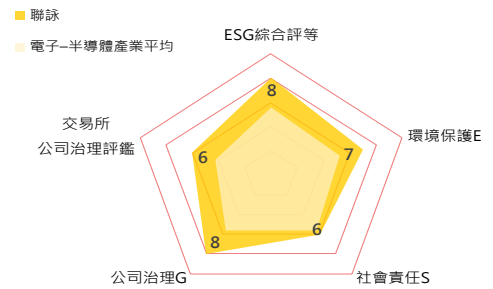 聯詠
電子–半導體產業平均
ESG綜合評等
8
交易所
公司治理評鑑
6
7
環境保護E
8
6
公司治理G
社會責任S